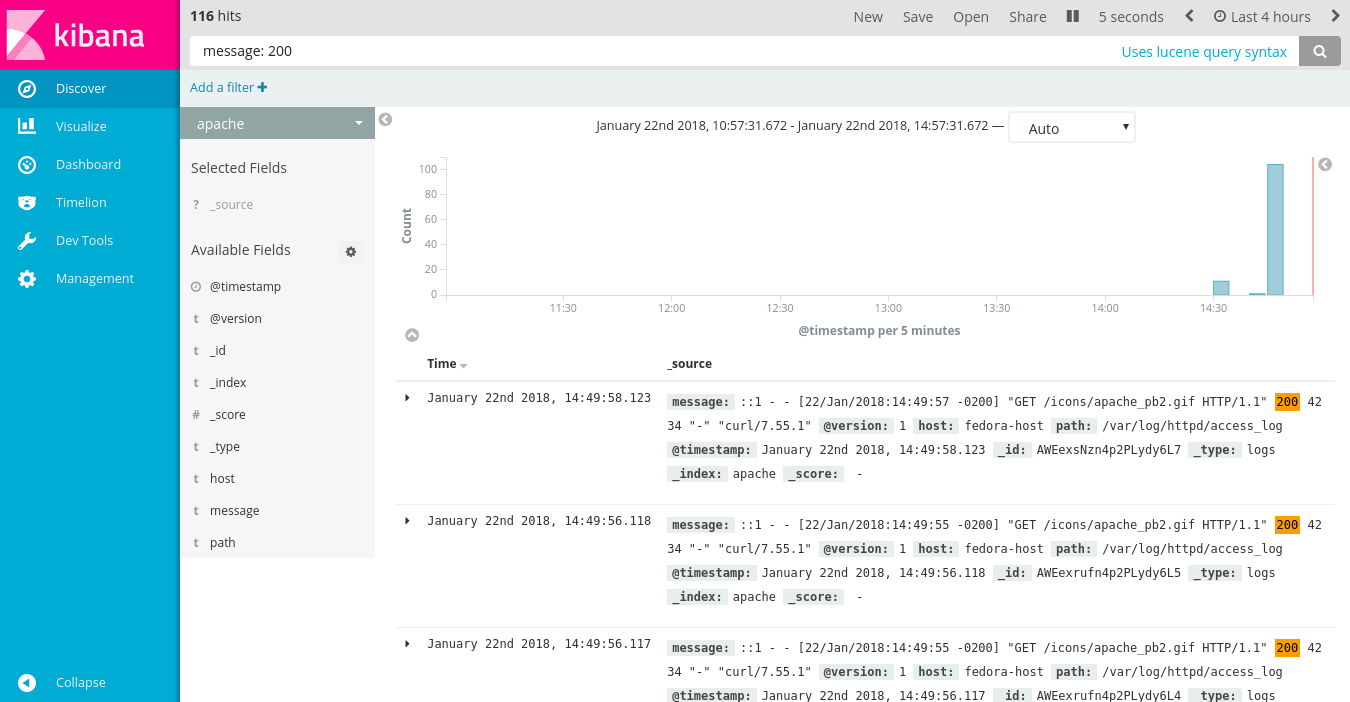 kibana
Discover
Visualize
Dashboard
Timelion
Dev Tools
Management
Collapse
116 hits
New Save Open Share 5 seconds Last 4 hours
message: 200
Uses lucene query syntax
Add a filter +
apache
Selected Fields
? _source
Available Fields
@timestamp
t @version
t _id
t _index
# _score
t _type
t host
t message
t path
January 22nd 2018, 10:57:31.672 - January 22nd 2018, 14:57:31.672 — Auto
100
80
60
40
20
0
Count
11:30 12:00 12:30 13:00 13:30 14:00 14:30
@timestamp per 5 minutes
Time _source
January 22nd 2018, 14:49:58.123
message: ::1 - - [22/Jan/2018:14:49:57 -0200] "GET /icons/apache_pb2.gif HTTP/1.1" 200 42
34 "-" "curl/7.55.1" @version: 1 host: fedora-host path: /var/log/httpd/access_log
@timestamp: January 22nd 2018, 14:49:58.123 _id: AWEexsNzn4p2PLydy6L7 _type: logs
_index: apache _score: -
January 22nd 2018, 14:49:56.118
message: ::1 - - [22/Jan/2018:14:49:55 -0200] "GET /icons/apache_pb2.gif HTTP/1.1" 200 42
34 "-" "curl/7.55.1" @version: 1 host: fedora-host path: /var/log/httpd/access_log
@timestamp: January 22nd 2018, 14:49:56.118 _id: AWEexrufn4p2PLydy6L5 _type: logs
_index: apache _score: -
January 22nd 2018, 14:49:56.117
message: ::1 - - [22/Jan/2018:14:49:55 -0200] "GET /icons/apache_pb2.gif HTTP/1.1" 200 42
34 "-" "curl/7.55.1" @version: 1 host: fedora-host path: /var/log/httpd/access_log
@timestamp: January 22nd 2018, 14:49:56.117 _id: AWEexrufn4p2PLydy6L4 _type: logs